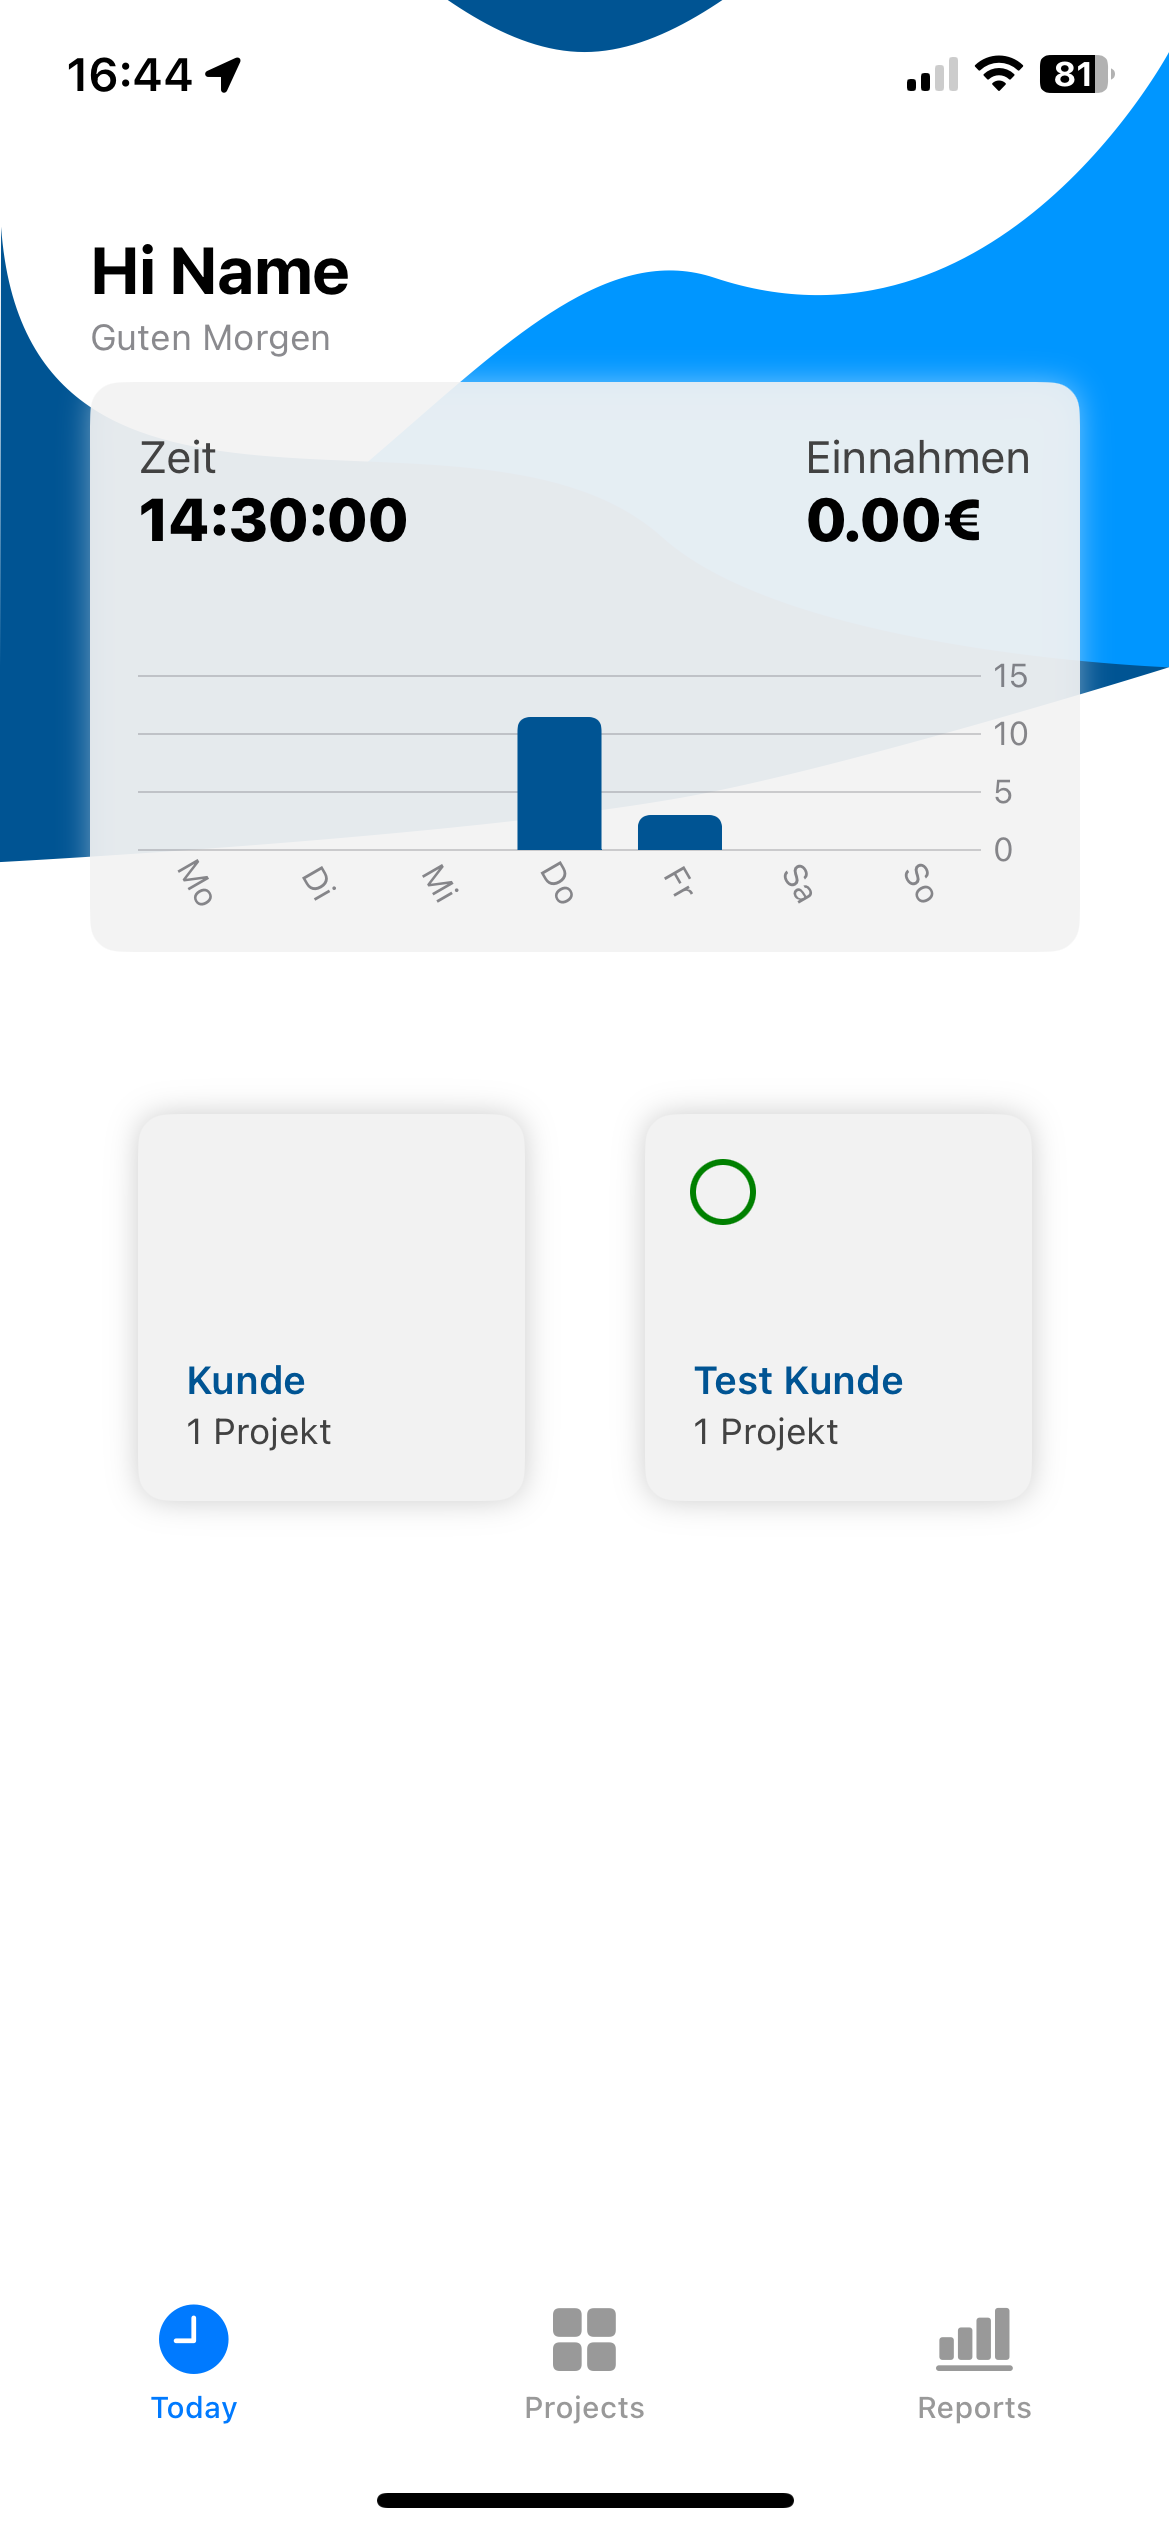 16:44
81
Hi Name
Guten Morgen
Zeit
Einnahmen
14:30:00
0.00€
15
10
5
0
Mo
Di
Mi
Do
Fr
Sa
So
Kunde
1 Projekt
Test Kunde
1 Projekt
Today
Projects
Reports